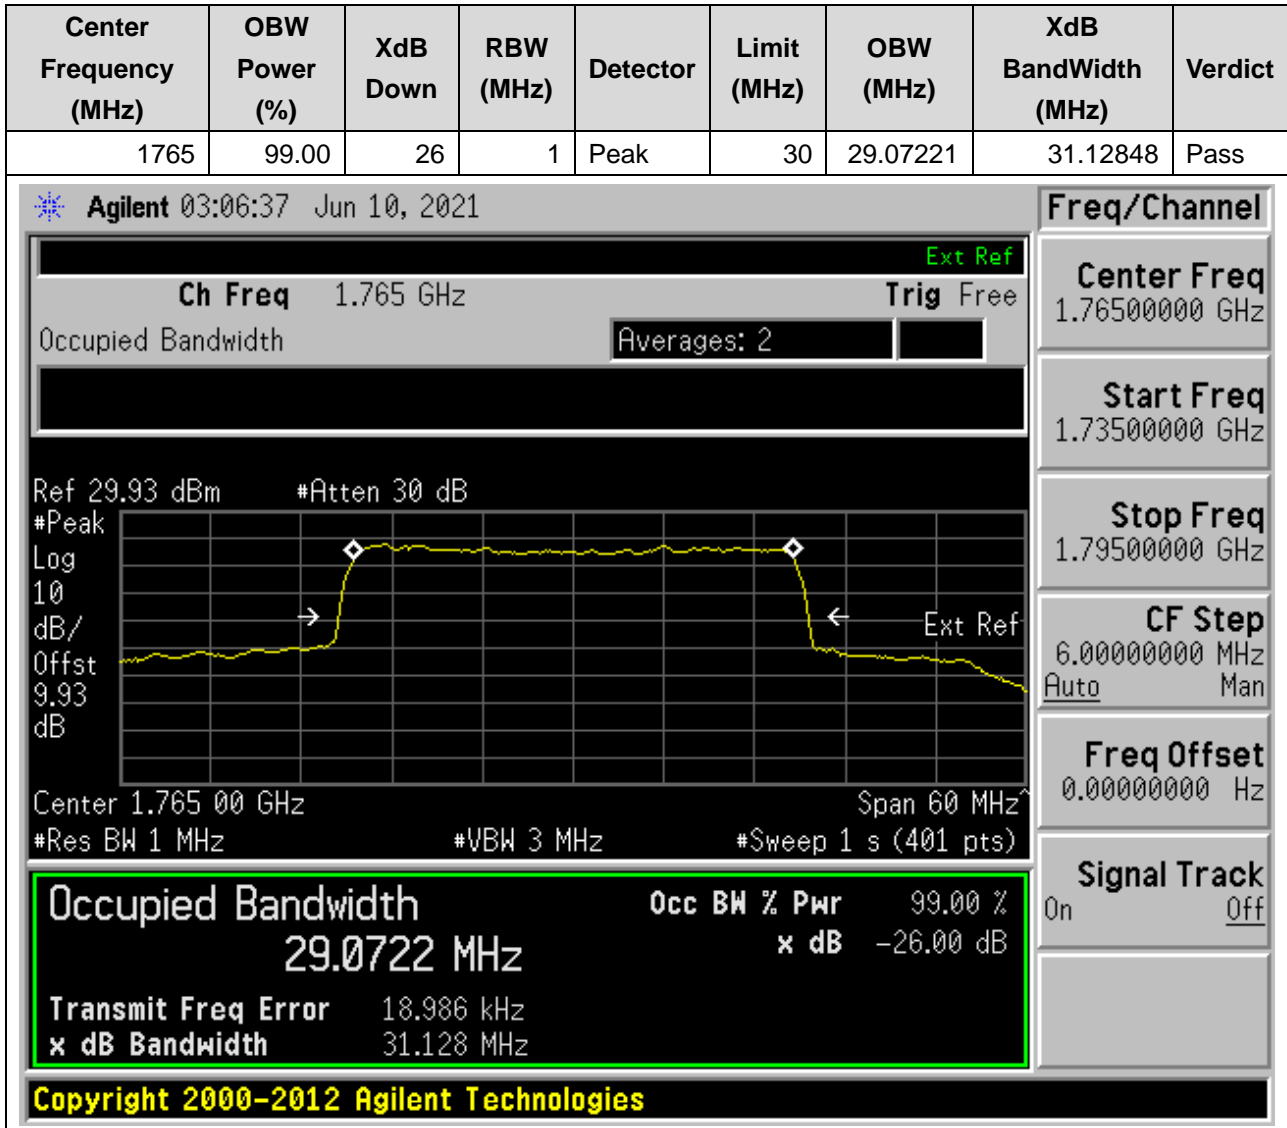 Center Frequency (MHz) OBW Power (%) XdB Down RBW (MHz) Detector Limit (MHz) OBW (MHz) XdB BandWidth (MHz) Verdict
1765 99.00 26 1 Peak 30 29.07221 31.12848 Pass
Agilent 03:06:37 Jun 10, 2021
Ext Ref
Ch Freq 1.765 GHz Trig Free
Occupied Bandwidth Averages: 2
Ref 29.93 dBm #Atten 30 dB
#Peak
Log
10
dB/
Offst
9.93
dB
Ext Ref
Center 1.765 00 GHz Span 60 MHz^
#Res BW 1 MHz #VBW 3 MHz #Sweep 1 s (401 pts)
Occupied Bandwidth Occ BW % Pwr 99.00 %
29.0722 MHz x dB -26.00 dB
Transmit Freq Error 18.986 kHz
x dB Bandwidth 31.128 MHz
Copyright 2000-2012 Agilent Technologies
Freq/Channel
Center Freq
1.76500000 GHz
Start Freq
1.73500000 GHz
Stop Freq
1.79500000 GHz
CF Step
6.00000000 MHz
Auto Man
Freq Offset
0.00000000 Hz
Signal Track
On Off